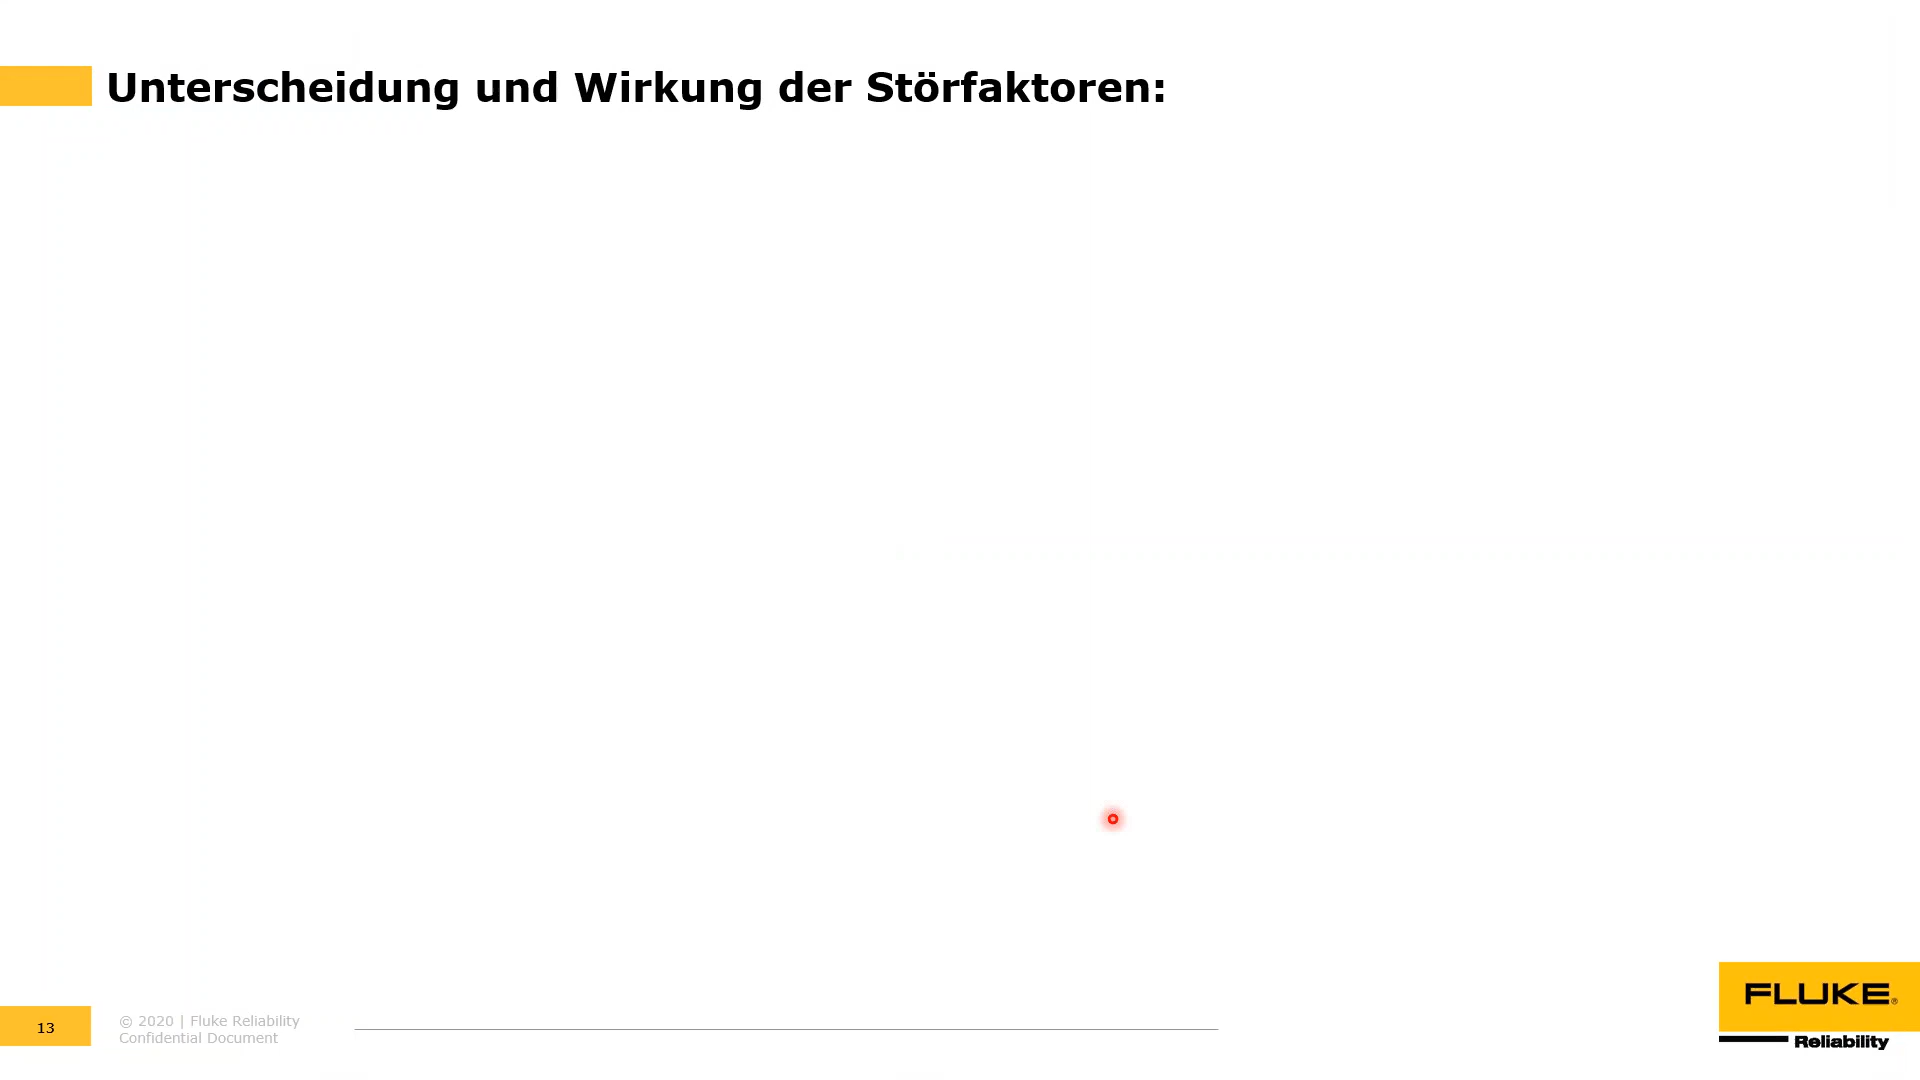 Unterscheidung und Wirkung der Störfaktoren:
13
© 2020 | Fluke Reliability
Confidential Document
FLUKE®
Reliability